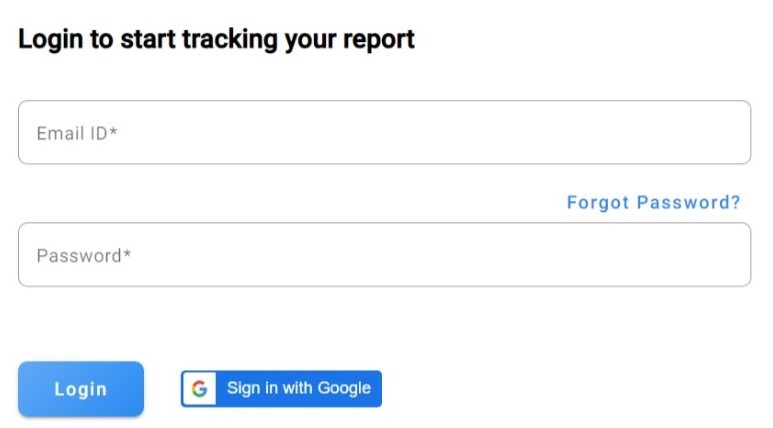 Login to start tracking your report
Email ID*
Forgot Password?
Password*
Login
Sign in with Google